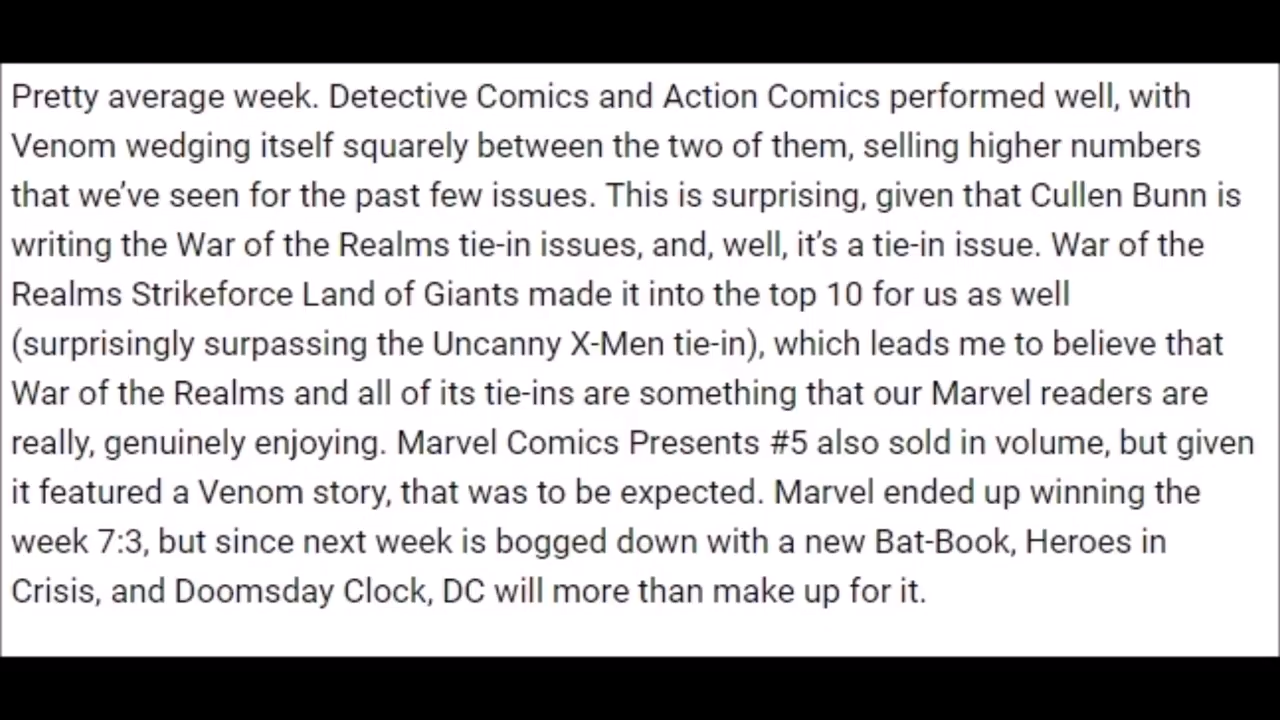 Pretty average week. Detective Comics and Action Comics performed well, with
Venom wedging itself squarely between the two of them, selling higher numbers
that we’ve seen for the past few issues. This is surprising, given that Cullen Bunn is
writing the War of the Realms tie-in issues, and, well, it’s a tie-in issue. War of the
Realms Strikeforce Land of Giants made it into the top 10 for us as well
(surprisingly surpassing the Uncanny X-Men tie-in), which leads me to believe that
War of the Realms and all of its tie-ins are something that our Marvel readers are
really, genuinely enjoying. Marvel Comics Presents #5 also sold in volume, but given
it featured a Venom story, that was to be expected. Marvel ended up winning the
week 7:3, but since next week is bogged down with a new Bat-Book, Heroes in
Crisis, and Doomsday Clock, DC will more than make up for it.